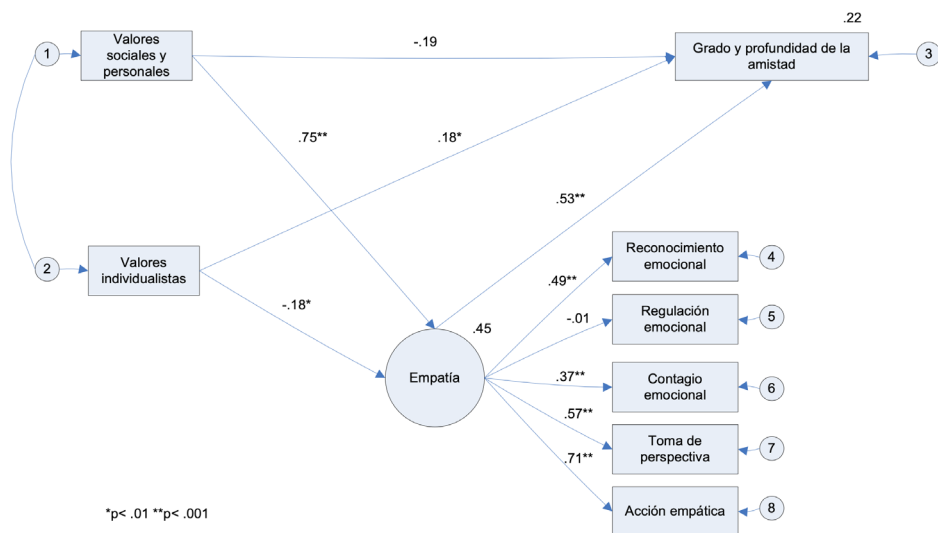 .22
1
Valores
sociales y
personales
-.19
Grado y profundidad de la
amistad
3
.75**
.18*
.53**
2
Valores
individualistas
-.18*
Reconocimiento
emocional
4
.49**
Regulación
emocional
5
-.01
.45
Empatía
.37**
Contagio
emocional
6
.57**
Toma de
perspectiva
7
.71**
Acción empática
8
*p< .01 **p< .001